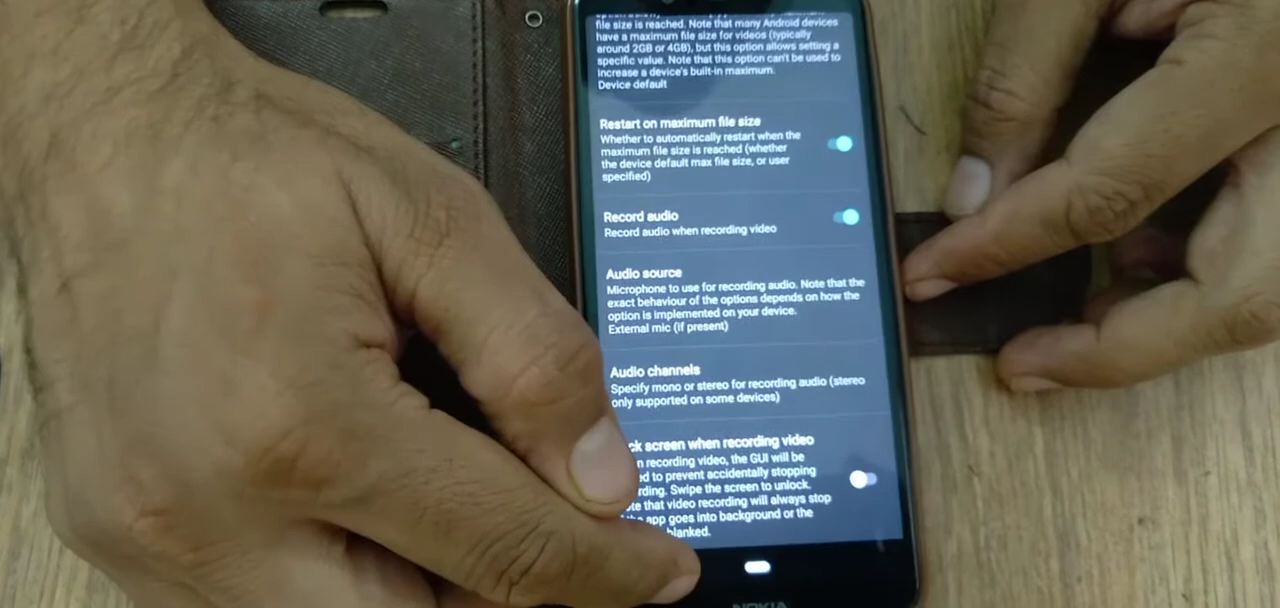 file size is reached. Note that many Android devices
have a maximum file size for videos (typically
around 2GB or 4GB), but this option allows setting a
specific value. Note that this option can't be used to
increase a device's built-in maximum.
Device default
Restart on maximum file size
Whether to automatically restart when the
maximum file size is reached (whether
the device default max file size, or user
specified)
Record audio
Record audio when recording video
Audio source
Microphone to use for recording audio. Note that the
exact behaviour of the options depends on how the
option is implemented on your device.
External mic (if present)
Audio channels
Specify mono or stereo for recording audio (stereo
only supported on some devices)
ck screen when recording video
n recording video, the GUI will be
ed to prevent accidentally stopping
rding. Swipe the screen to unlock.
te that video recording will always stop
the app goes into background or the
blanked.
NOKIA